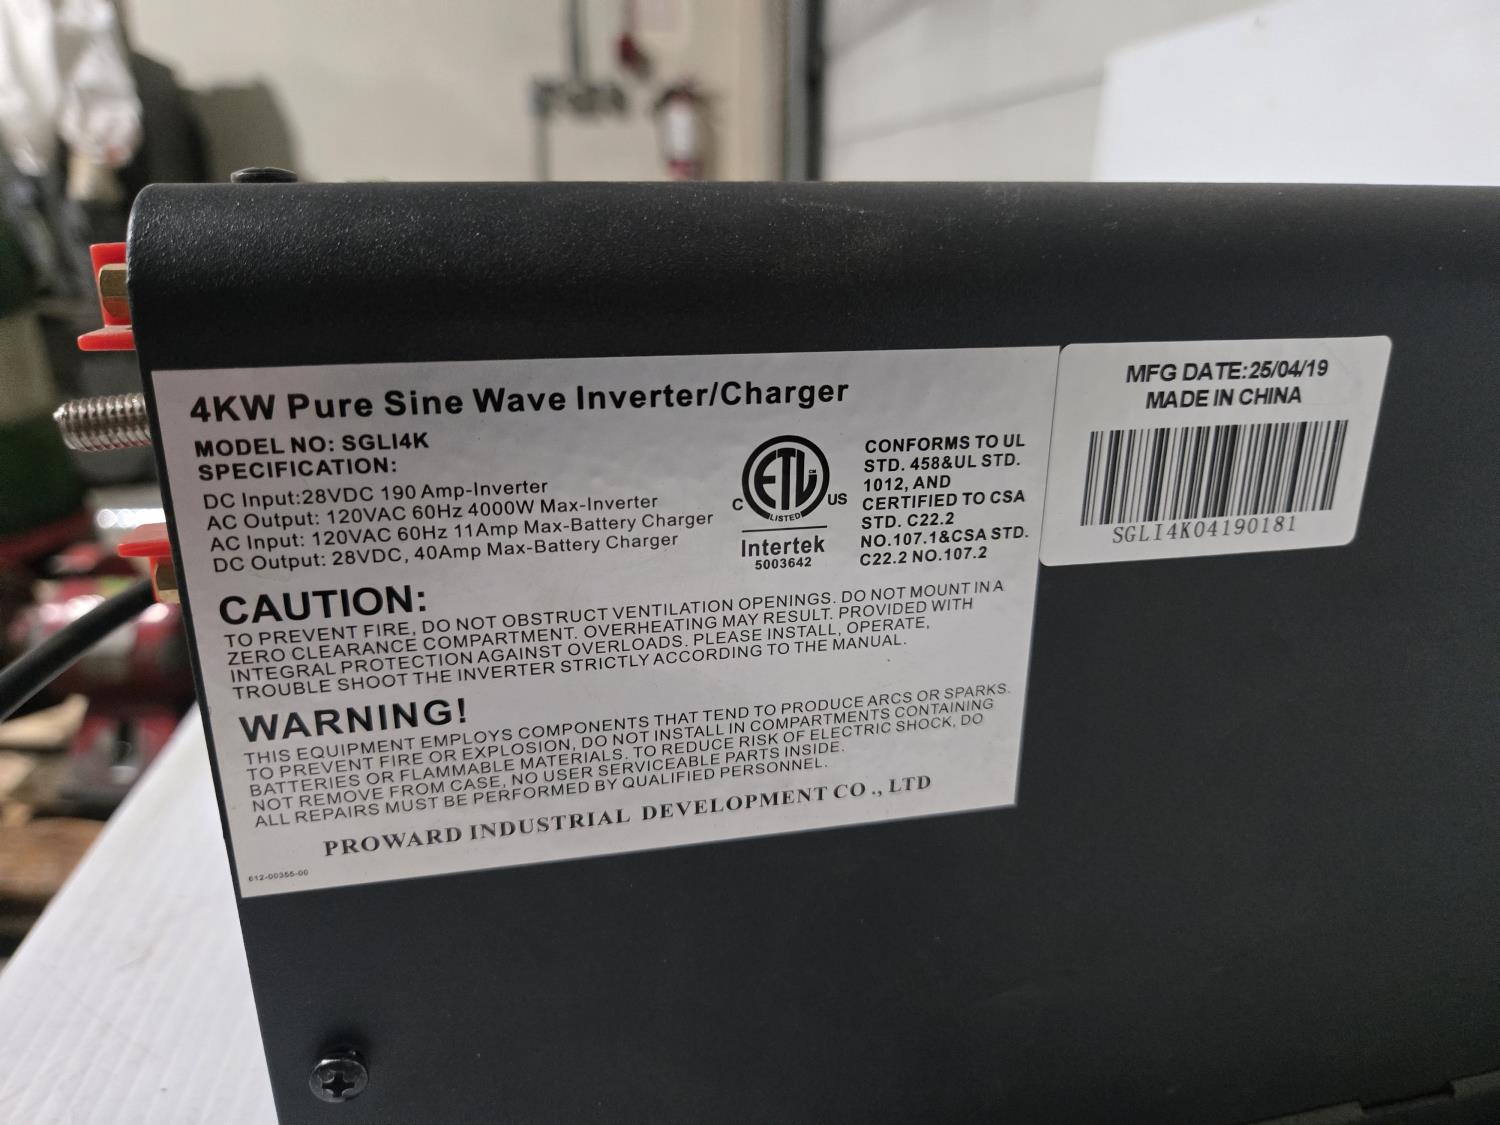 4KW Pure Sine Wave Inverter/Charger
MODEL NO: SGLI4K
SPECIFICATION:
DC Input:28VDC 190 Amp-Inverter
AC Output: 120VAC 60Hz 4000W Max-Inverter
AC Input: 120VAC 60Hz 11Amp Max-Battery Charger
DC Output: 28VDC, 40Amp Max-Battery Charger
ETL CM
C US
LISTED
Intertek
5003642
CONFORMS TO UL
STD. 458&UL STD.
1012, AND
CERTIFIED TO CSA
STD. C22.2
NO.107.1&CSA STD.
C22.2 NO.107.2
CAUTION:
TO PREVENT FIRE, DO NOT OBSTRUCT VENTILATION OPENINGS. DO NOT MOUNT IN A
ZERO CLEARANCE COMPARTMENT. OVERHEATING MAY RESULT. PROVIDED WITH
INTEGRAL PROTECTION AGAINST OVERLOADS. PLEASE INSTALL, OPERATE,
TROUBLE SHOOT THE INVERTER STRICTLY ACCORDING TO THE MANUAL.
WARNING!
THIS EQUIPMENT EMPLOYS COMPONENTS THAT TEND TO PRODUCE ARCS OR SPARKS.
TO PREVENT FIRE OR EXPLOSION, DO NOT INSTALL IN COMPARTMENTS CONTAINING
BATTERIES OR FLAMMABLE MATERIALS. TO REDUCE RISK OF ELECTRIC SHOCK, DO
NOT REMOVE FROM CASE, NO USER SERVICEABLE PARTS INSIDE.
ALL REPAIRS MUST BE PERFORMED BY QUALIFIED PERSONNEL.
PROWARD INDUSTRIAL DEVELOPMENT CO., LTD
612-00355-00
MFG DATE:25/04/19
MADE IN CHINA
SGLI4K04190181